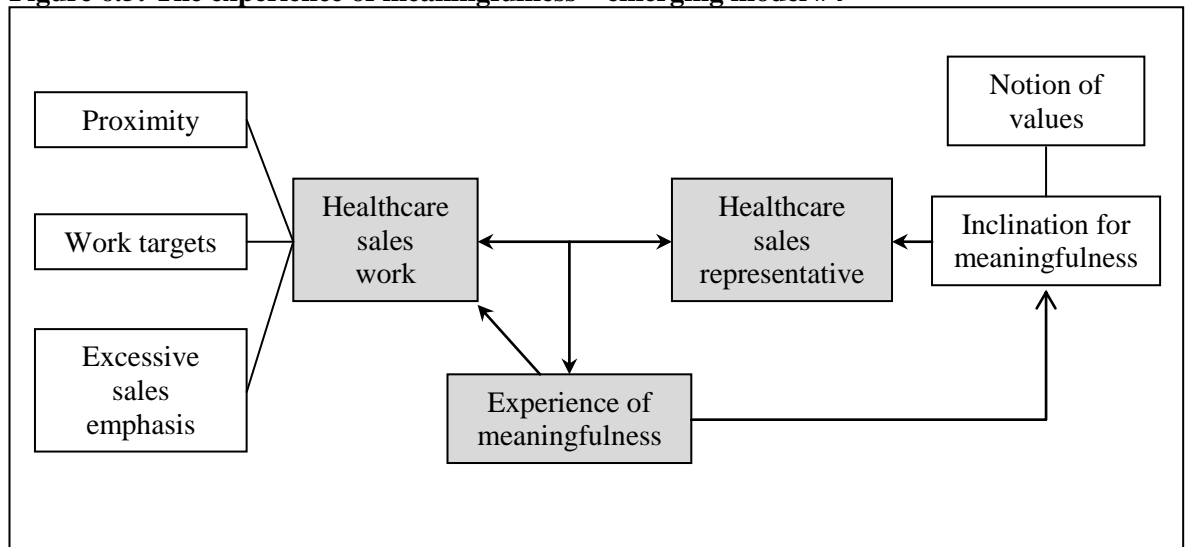 Proximity
Work targets
Excessive
sales
emphasis
Healthcare
sales
work
Healthcare
sales
representative
Notion of
values
Inclination for
meaningfulness
Experience of
meaningfulness